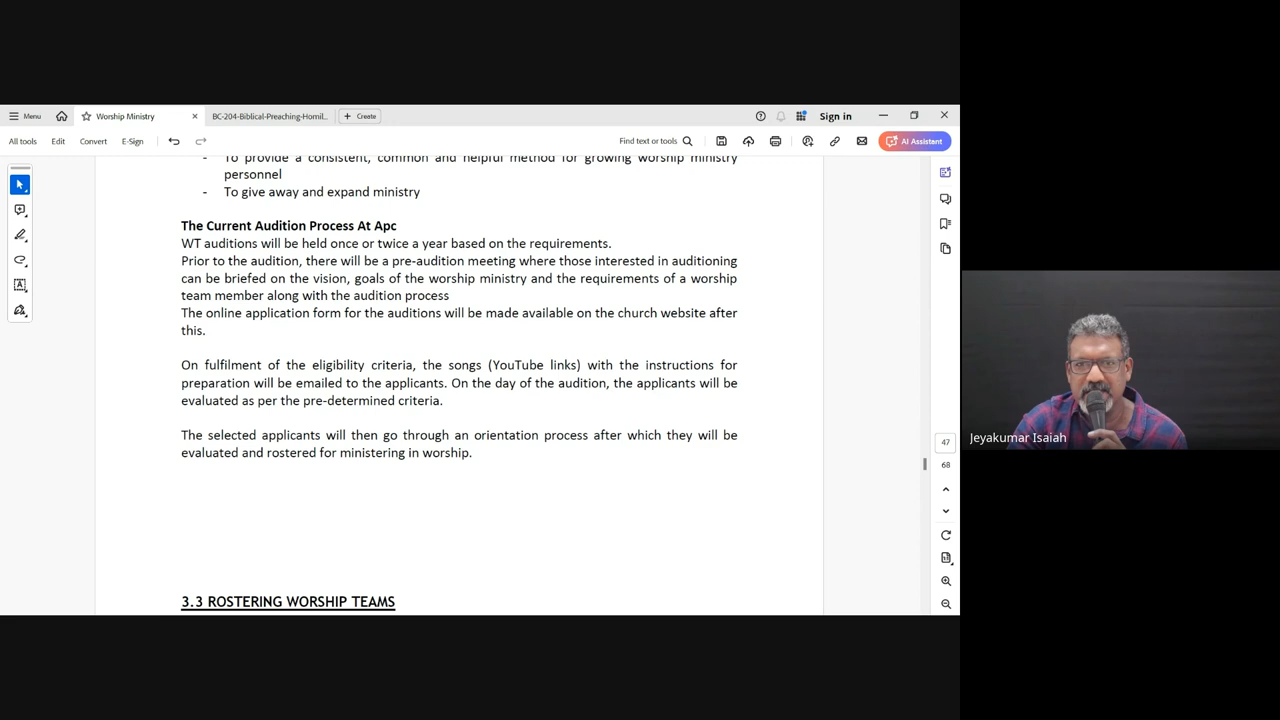 Menu
Worship Ministry
BC-204-Biblical-Preaching-Homil...
Create
Sign in
All tools
Edit
Convert
E-Sign
Find text or tools
AI Assistant
- To provide a consistent, common and helpful method for growing worship ministry
personnel
- To give away and expand ministry
The Current Audition Process At Apc
WT auditions will be held once or twice a year based on the requirements.
Prior to the audition, there will be a pre-audition meeting where those interested in auditioning
can be briefed on the vision, goals of the worship ministry and the requirements of a worship
team member along with the audition process
The online application form for the auditions will be made available on the church website after
this.
On fulfilment of the eligibility criteria, the songs (YouTube links) with the instructions for
preparation will be emailed to the applicants. On the day of the audition, the applicants will be
evaluated as per the pre-determined criteria.
The selected applicants will then go through an orientation process after which they will be
evaluated and rostered for ministering in worship.
3.3 ROSTERING WORSHIP TEAMS
47
68
Jeyakumar Isaiah